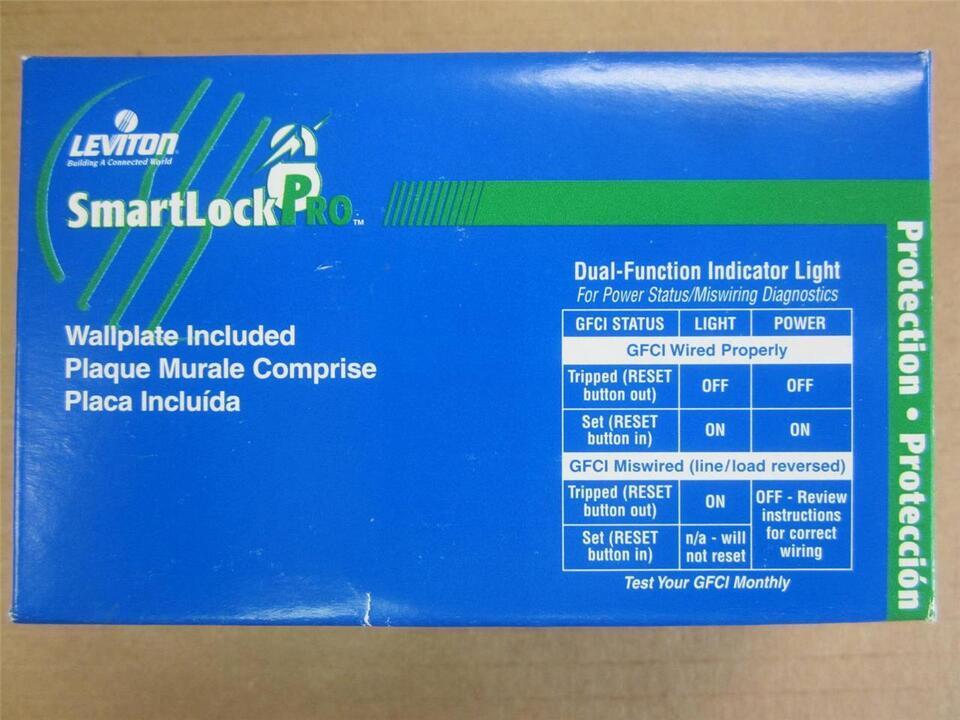 LEVITON
Building A Connected World
SmartLockPRO™
Wallplate Included
Plaque Murale Comprise
Placa Incluída
Dual-Function Indicator Light
For Power Status/Miswiring Diagnostics
GFCI STATUS LIGHT POWER
GFCI Wired Properly
Tripped (RESET
button out) OFF OFF
Set (RESET
button in) ON ON
GFCI Miswired (line/load reversed)
Tripped (RESET
button out) ON
Set (RESET
button in)
n/a - will
not reset
OFF - Review
instructions
for correct
wiring
Test Your GFCI Monthly
Protection • Protección